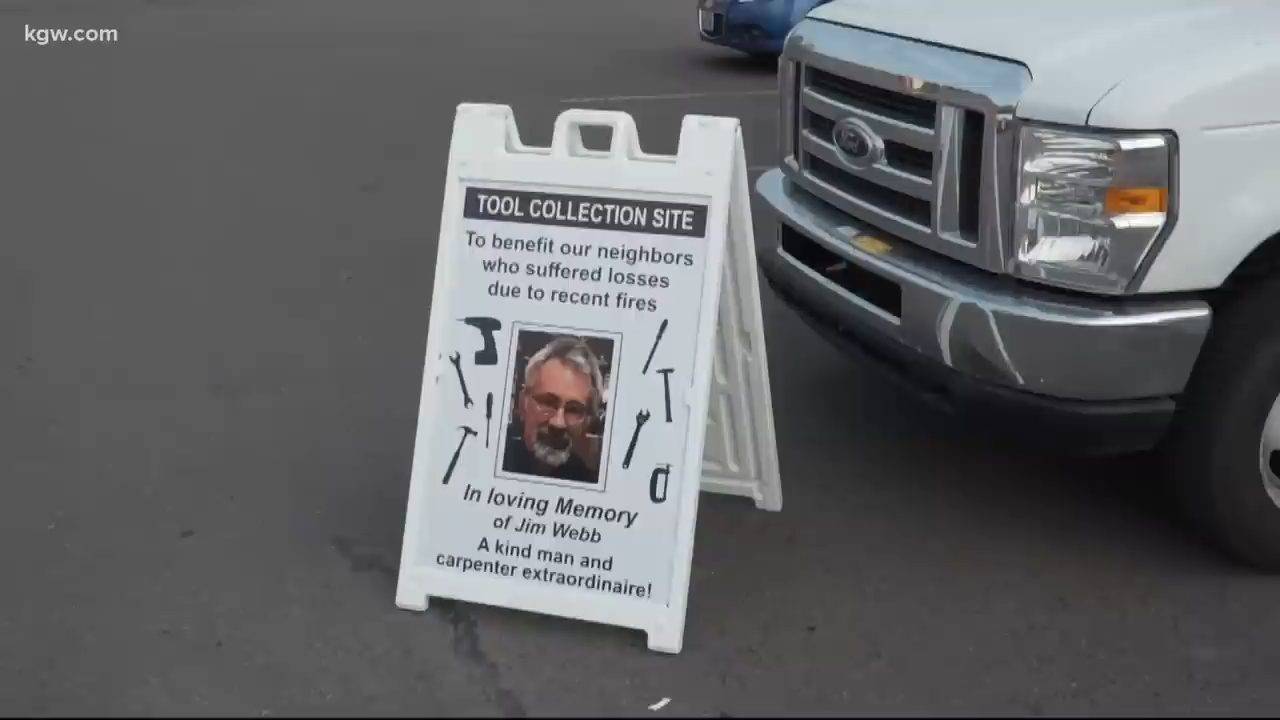 kgw.com
TOOL COLLECTION SITE
To benefit our neighbors
who suffered losses
due to recent fires
In loving Memory
of Jim Webb
A kind man and
carpenter extraordinaire!
Ford